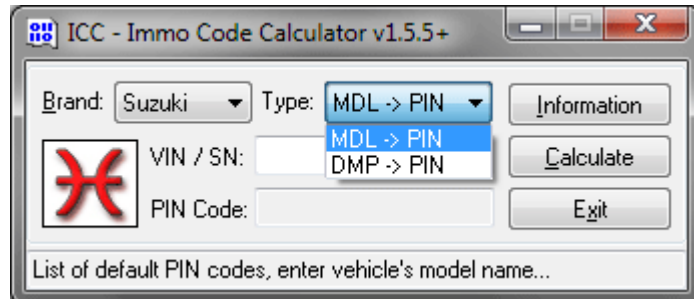 ICC - Immo Code Calculator v1.5.5+
Brand: Suzuki Type: MDL -> PIN Information
MDL -> PIN
DMP -> PIN
VIN / SN: Calculate
PIN Code: Exit
List of default PIN codes, enter vehicle's model name...